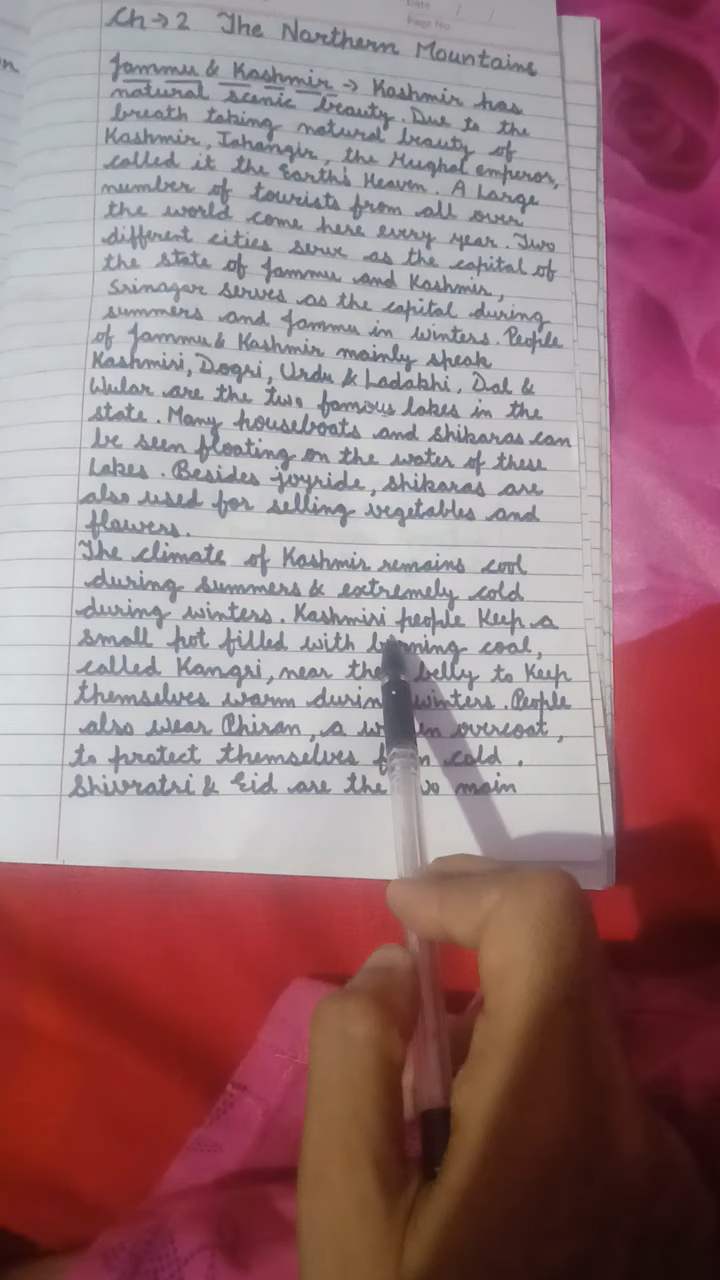 Date / /
Page No.
Ch → 2 The Northern Mountains
Jammu & Kashmir → Kashmir has
natural scenic beauty. Due to the
breath taking natural beauty of
Kashmir, Jahangir, the Mughal emperor,
called it the Earth's Heaven. A Large
number of tourists from all over
the world come here every year. Two
different cities serve as the capital of
the state of Jammu and Kashmir,
Srinagar serves as the capital during
summers and Jammu in winters. People
of Jammu & Kashmir mainly speak
Kashmiri, Dogri, Urdu & Ladakhi, Dal &
Wular are the two famous lakes in the
state. Many houseboats and shikaras can
be seen floating on the water of these
Lakes. Besides joyride, shikaras are
also used for selling vegetables and
flowers.
The climate of Kashmir remains cool
during summers & extremely cold
during winters. Kashmiri people Keep a
small pot filled with coal,
called Kangri, near belly to Keep
themselves warm winters. People
also wear Phiran, a overcoat,
to protect themselves cold.
Shivratri & Eid are the main